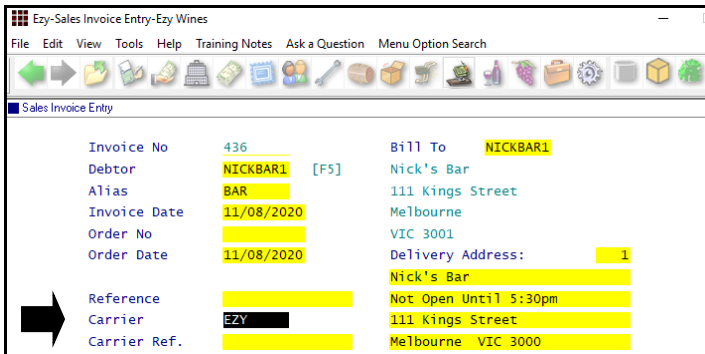 Ezy-Sales Invoice Entry-Ezy Wines
File Edit View Tools Help Training Notes Ask a Question Menu Option Search
Sales Invoice Entry
Invoice No 436 Bill To NICKBAR1
Debtor NICKBAR1 [F5] Nick's Bar
Alias BAR 111 Kings Street
Invoice Date 11/08/2020 Melbourne
Order No VIC 3001
Order Date 11/08/2020 Delivery Address: 1
Nick's Bar
Reference Not Open Until 5:30pm
Carrier EZY 111 Kings Street
Carrier Ref. Melbourne VIC 3000